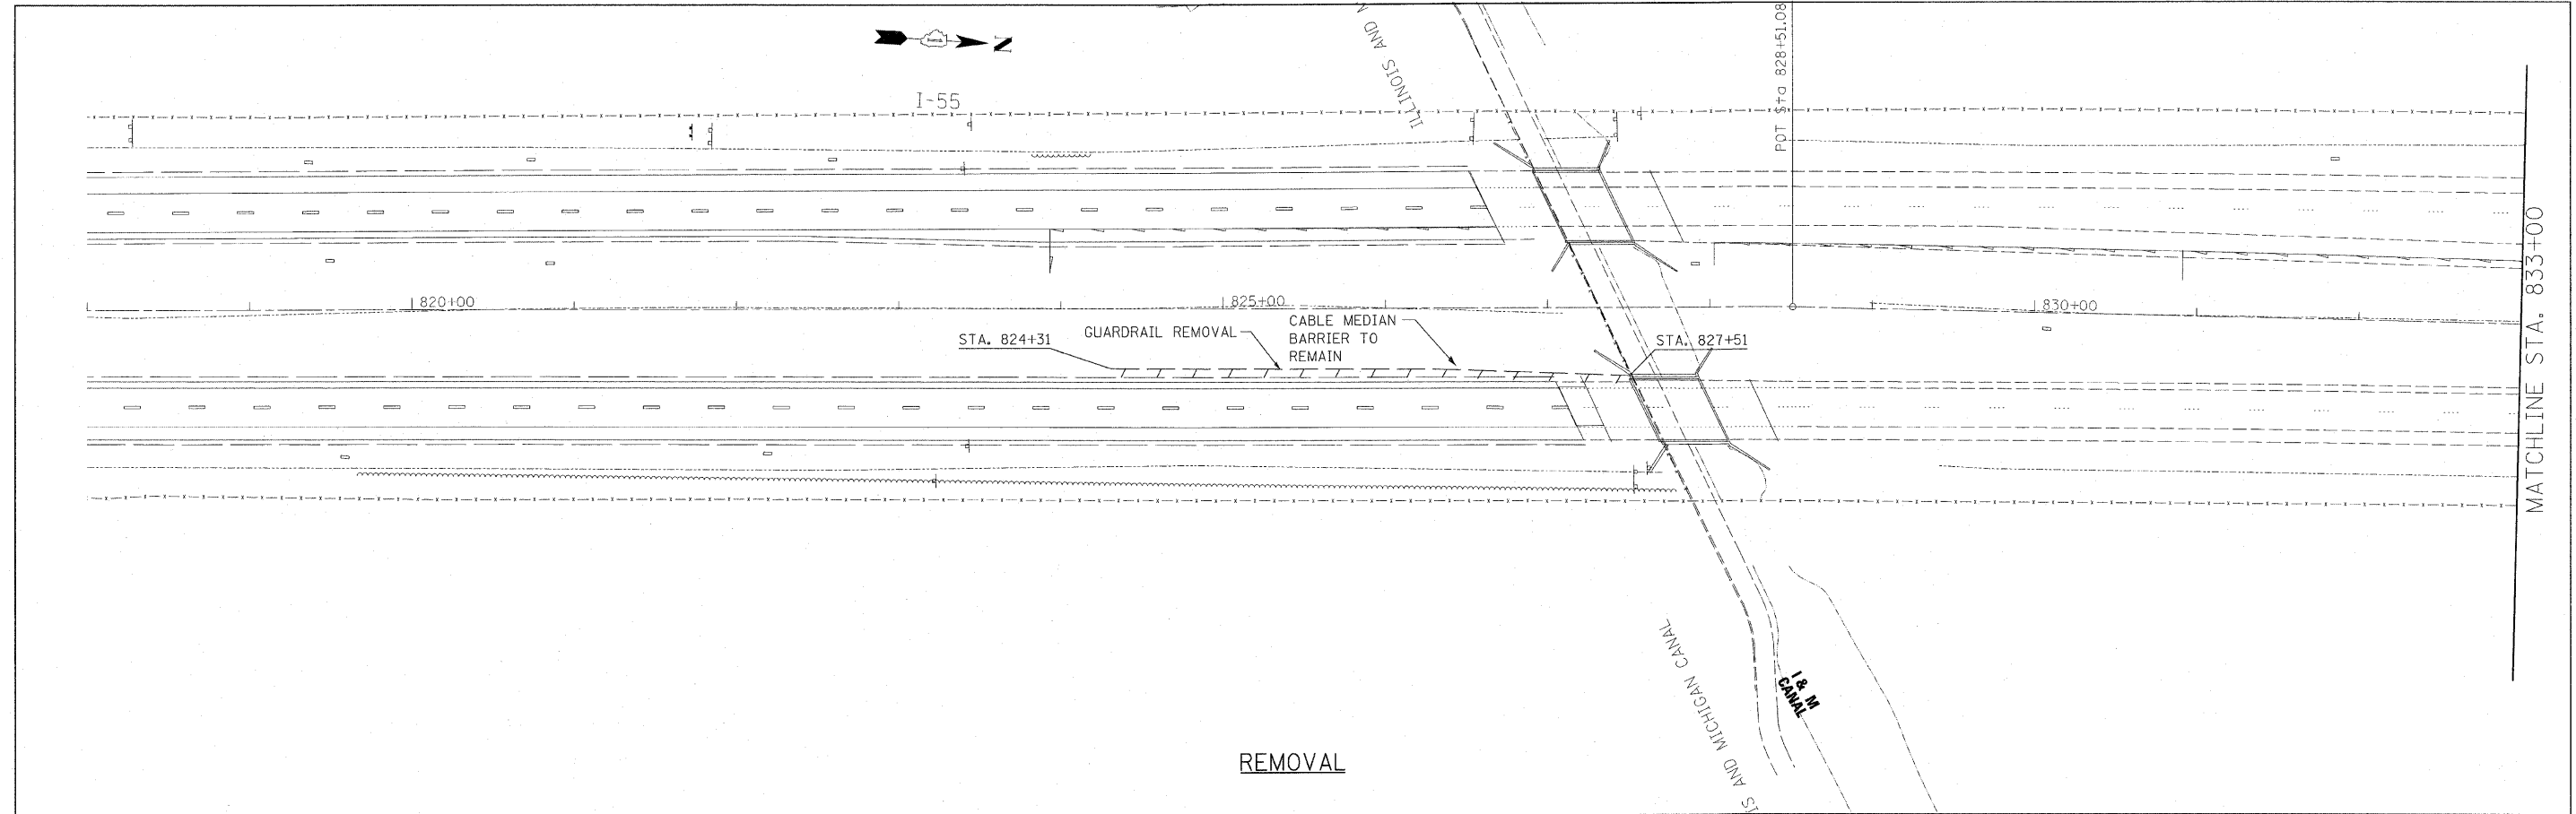 N
I-55
ILLINOIS AND M
POT Sta 828+51.08
820+00
825+00
830+00
STA. 824+31
GUARDRAIL REMOVAL
CABLE MEDIAN
BARRIER TO
REMAIN
STA. 827+51
MATCHLINE STA. 833+00
IS AND MICHIGAN CANAL
I & M
CANAL
REMOVAL